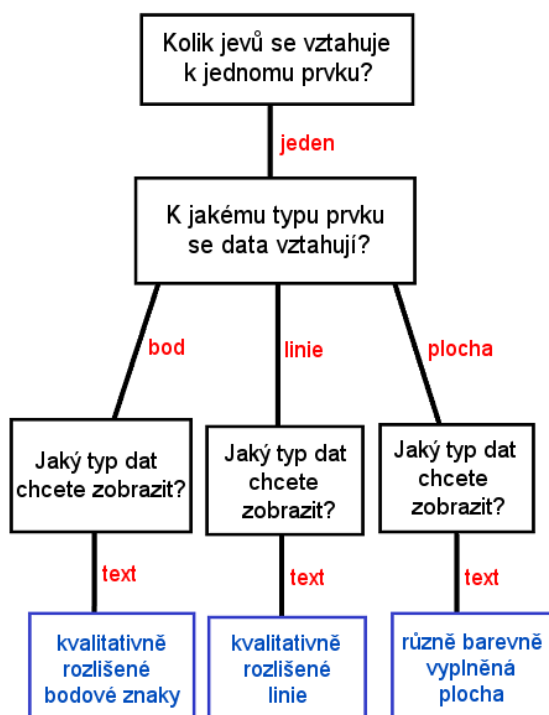 Kolik jevů se vztahuje
k jednomu prvku?
jeden
K jakému typu prvku
se data vztahují?
bod
linie
plocha
Jaký typ dat
chcete zobrazit?
Jaký typ dat
chcete
zobrazit?
Jaký typ dat
chcete
zobrazit?
text
text
text
kvalitativně
rozlišené
bodové znaky
kvalitativně
rozlišené
linie
různě barevně
vyplněná
plocha